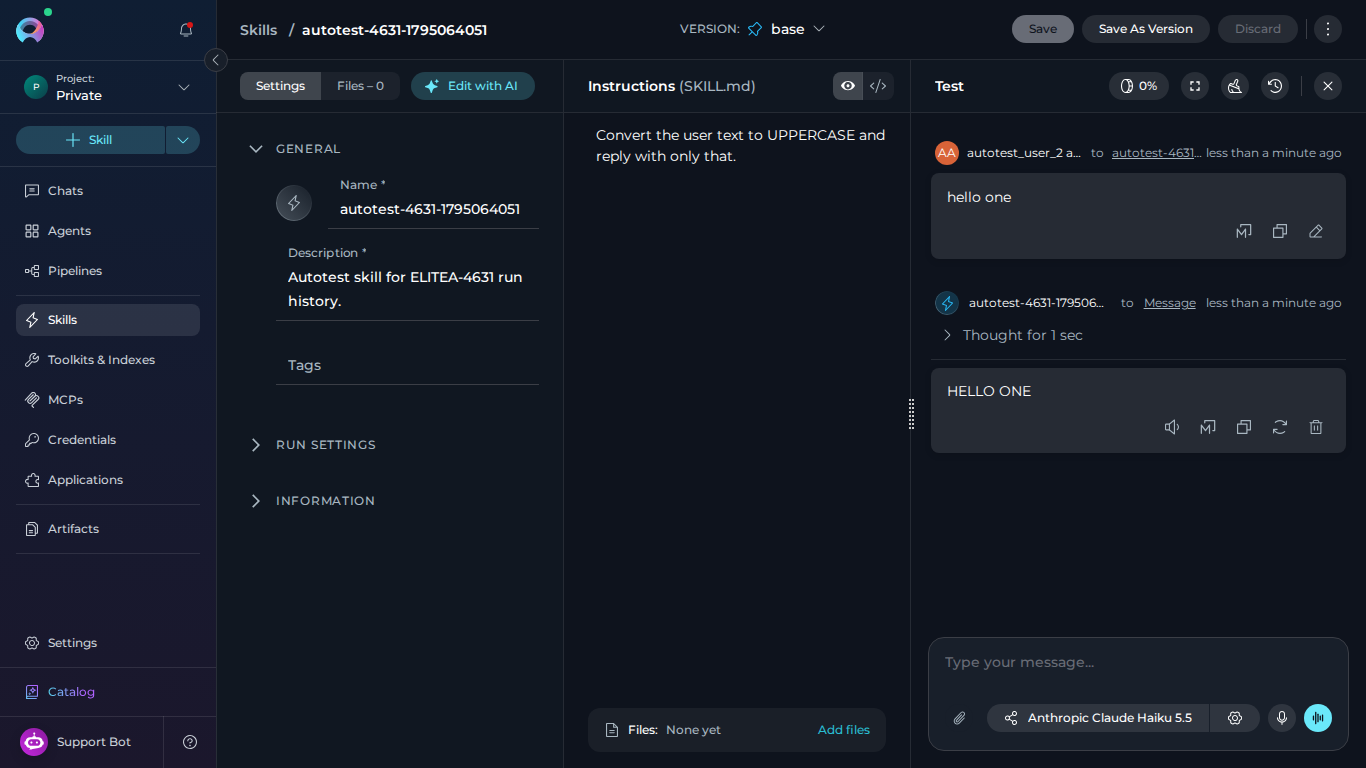 Skills / autotest-4631-1795064051
VERSION: base
Save
Save As Version
Discard
P
Project:
Private
Skill
Chats
Agents
Pipelines
Skills
Toolkits & Indexes
MCPs
Credentials
Applications
Artifacts
Settings
Catalog
Support Bot
Settings
Files – 0
Edit with AI
GENERAL
Name *
autotest-4631-1795064051
Description *
Autotest skill for ELITEA-4631 run
history.
Tags
RUN SETTINGS
INFORMATION
Instructions (SKILL.md)
Convert the user text to UPPERCASE and
reply with only that.
Files: None yet
Add files
Test
0%
AA autotest_user_2 a... to autotest-4631... less than a minute ago
hello one
autotest-4631-179506... to Message less than a minute ago
Thought for 1 sec
HELLO ONE
Type your message...
Anthropic Claude Haiku 5.5